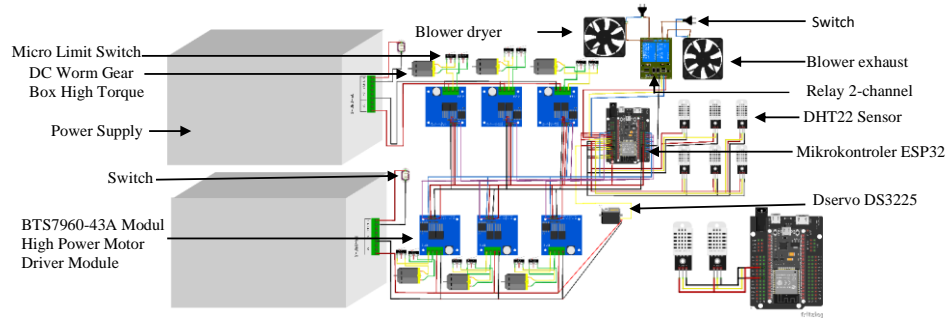 Blower dryer
Switch
Micro Limit Switch
DC Worm Gear
Box High Torque
Blower exhaust
Relay 2-channel
DHT22 Sensor
Power Supply
Mikrokontroler ESP32
Switch
Dservo DS3225
BTS7960-43A Modul
High Power Motor
Driver Module
fritzing